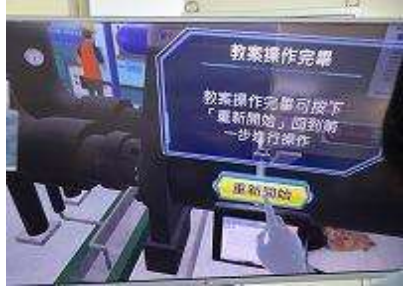 教案操作完畢
教案操作完畢可按下
「重新開始」回到第
一步進行操作
重新開始